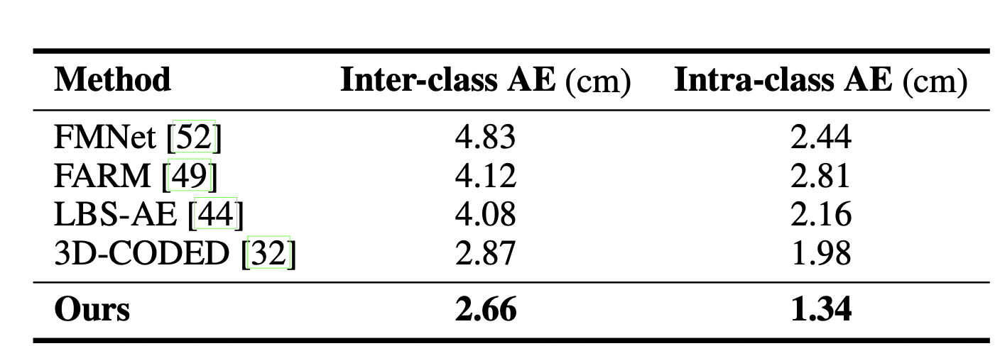 Method Inter-class AE (cm) Intra-class AE (cm)
FMNet [52] 4.83 2.44
FARM [49] 4.12 2.81
LBS-AE [44] 4.08 2.16
3D-CODED [32] 2.87 1.98
Ours 2.66 1.34